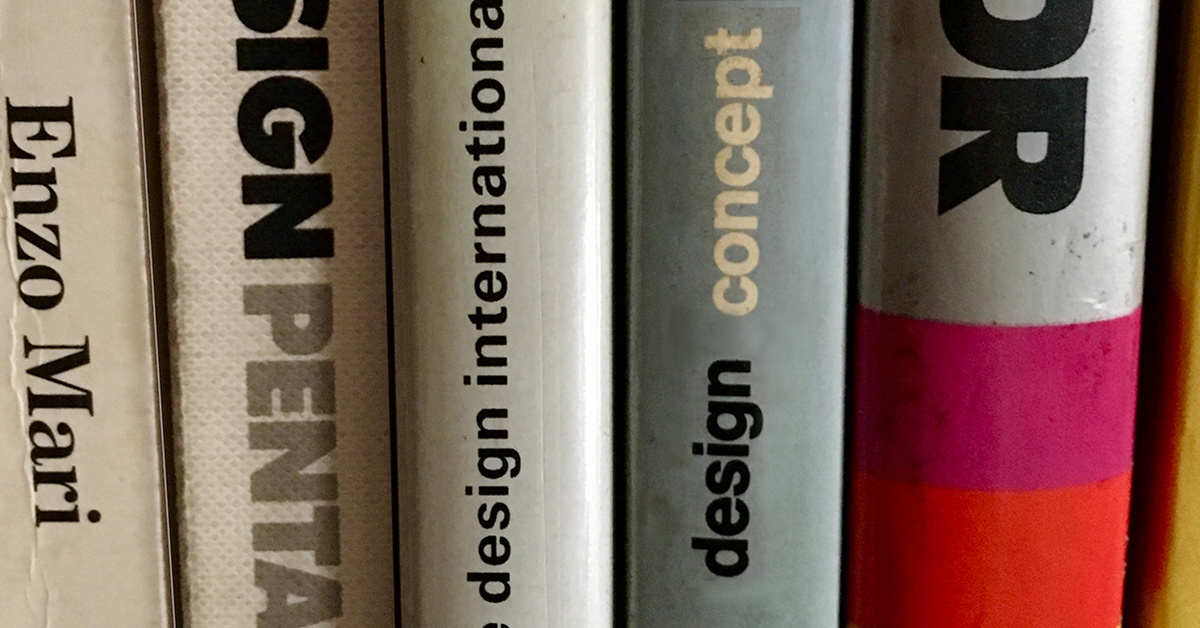 Enzo Mari
SIGN PENTA
e design internationa
design concept
OR